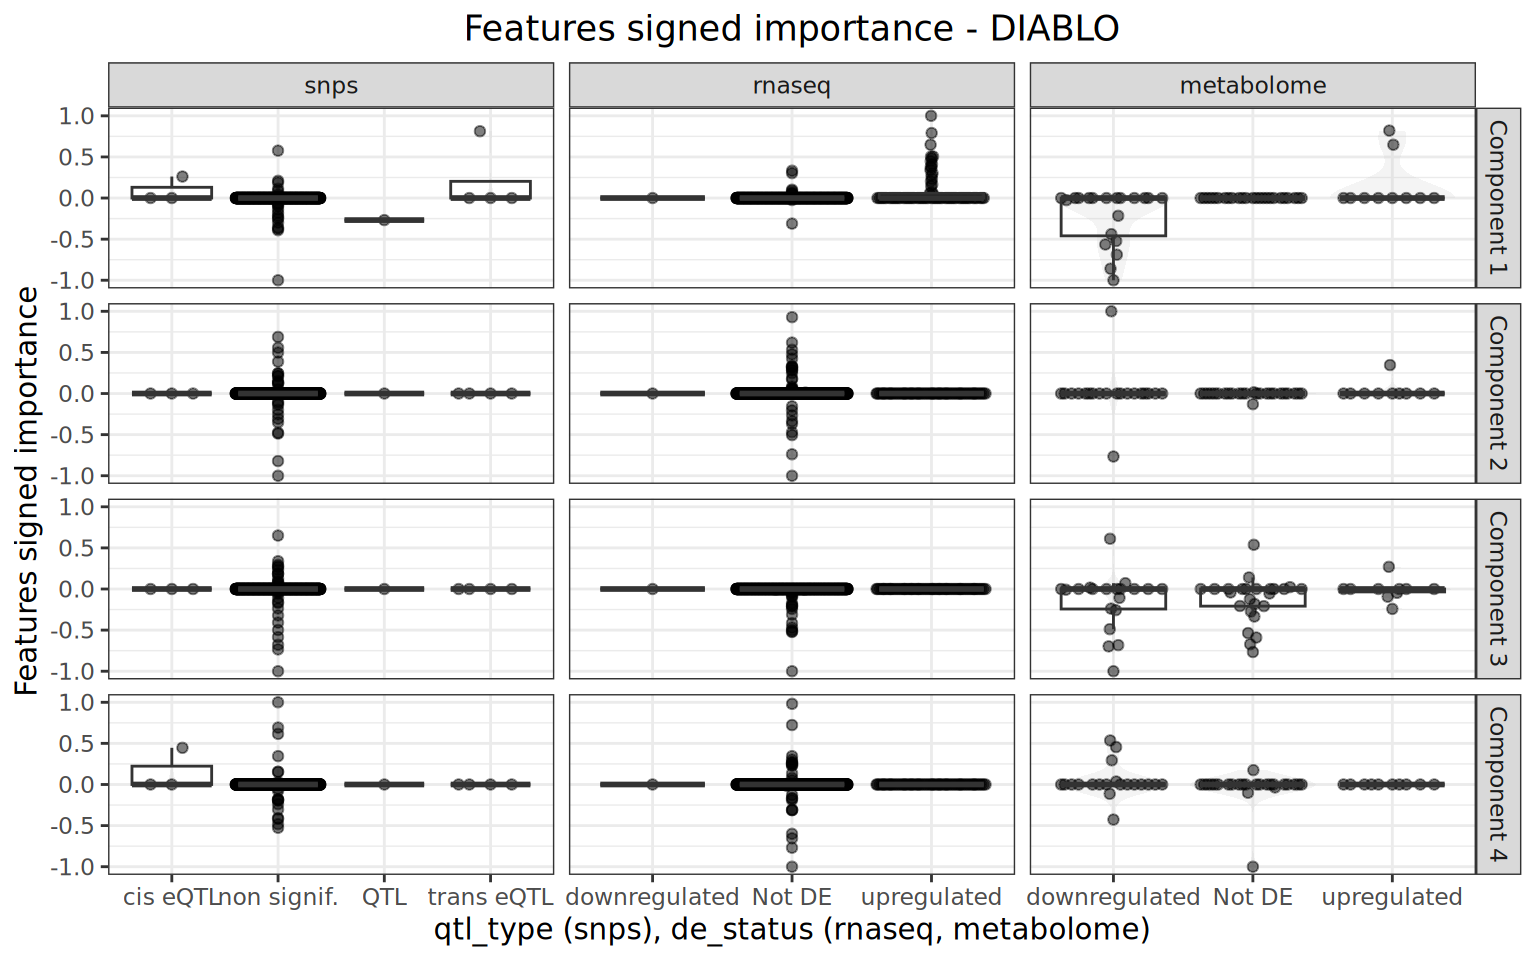 Features signed importance - DIABLO
snps rnaseq metabolome
Features signed importance
1.0
0.5
0.0
-0.5
-1.0
Component 1
1.0
0.5
0.0
-0.5
-1.0
Component 2
1.0
0.5
0.0
-0.5
-1.0
Component 3
1.0
0.5
0.0
-0.5
-1.0
Component 4
cis eQTL non signif. QTL trans eQTL downregulated Not DE upregulated downregulated Not DE upregulated
qtl_type (snps), de_status (rnaseq, metabolome)